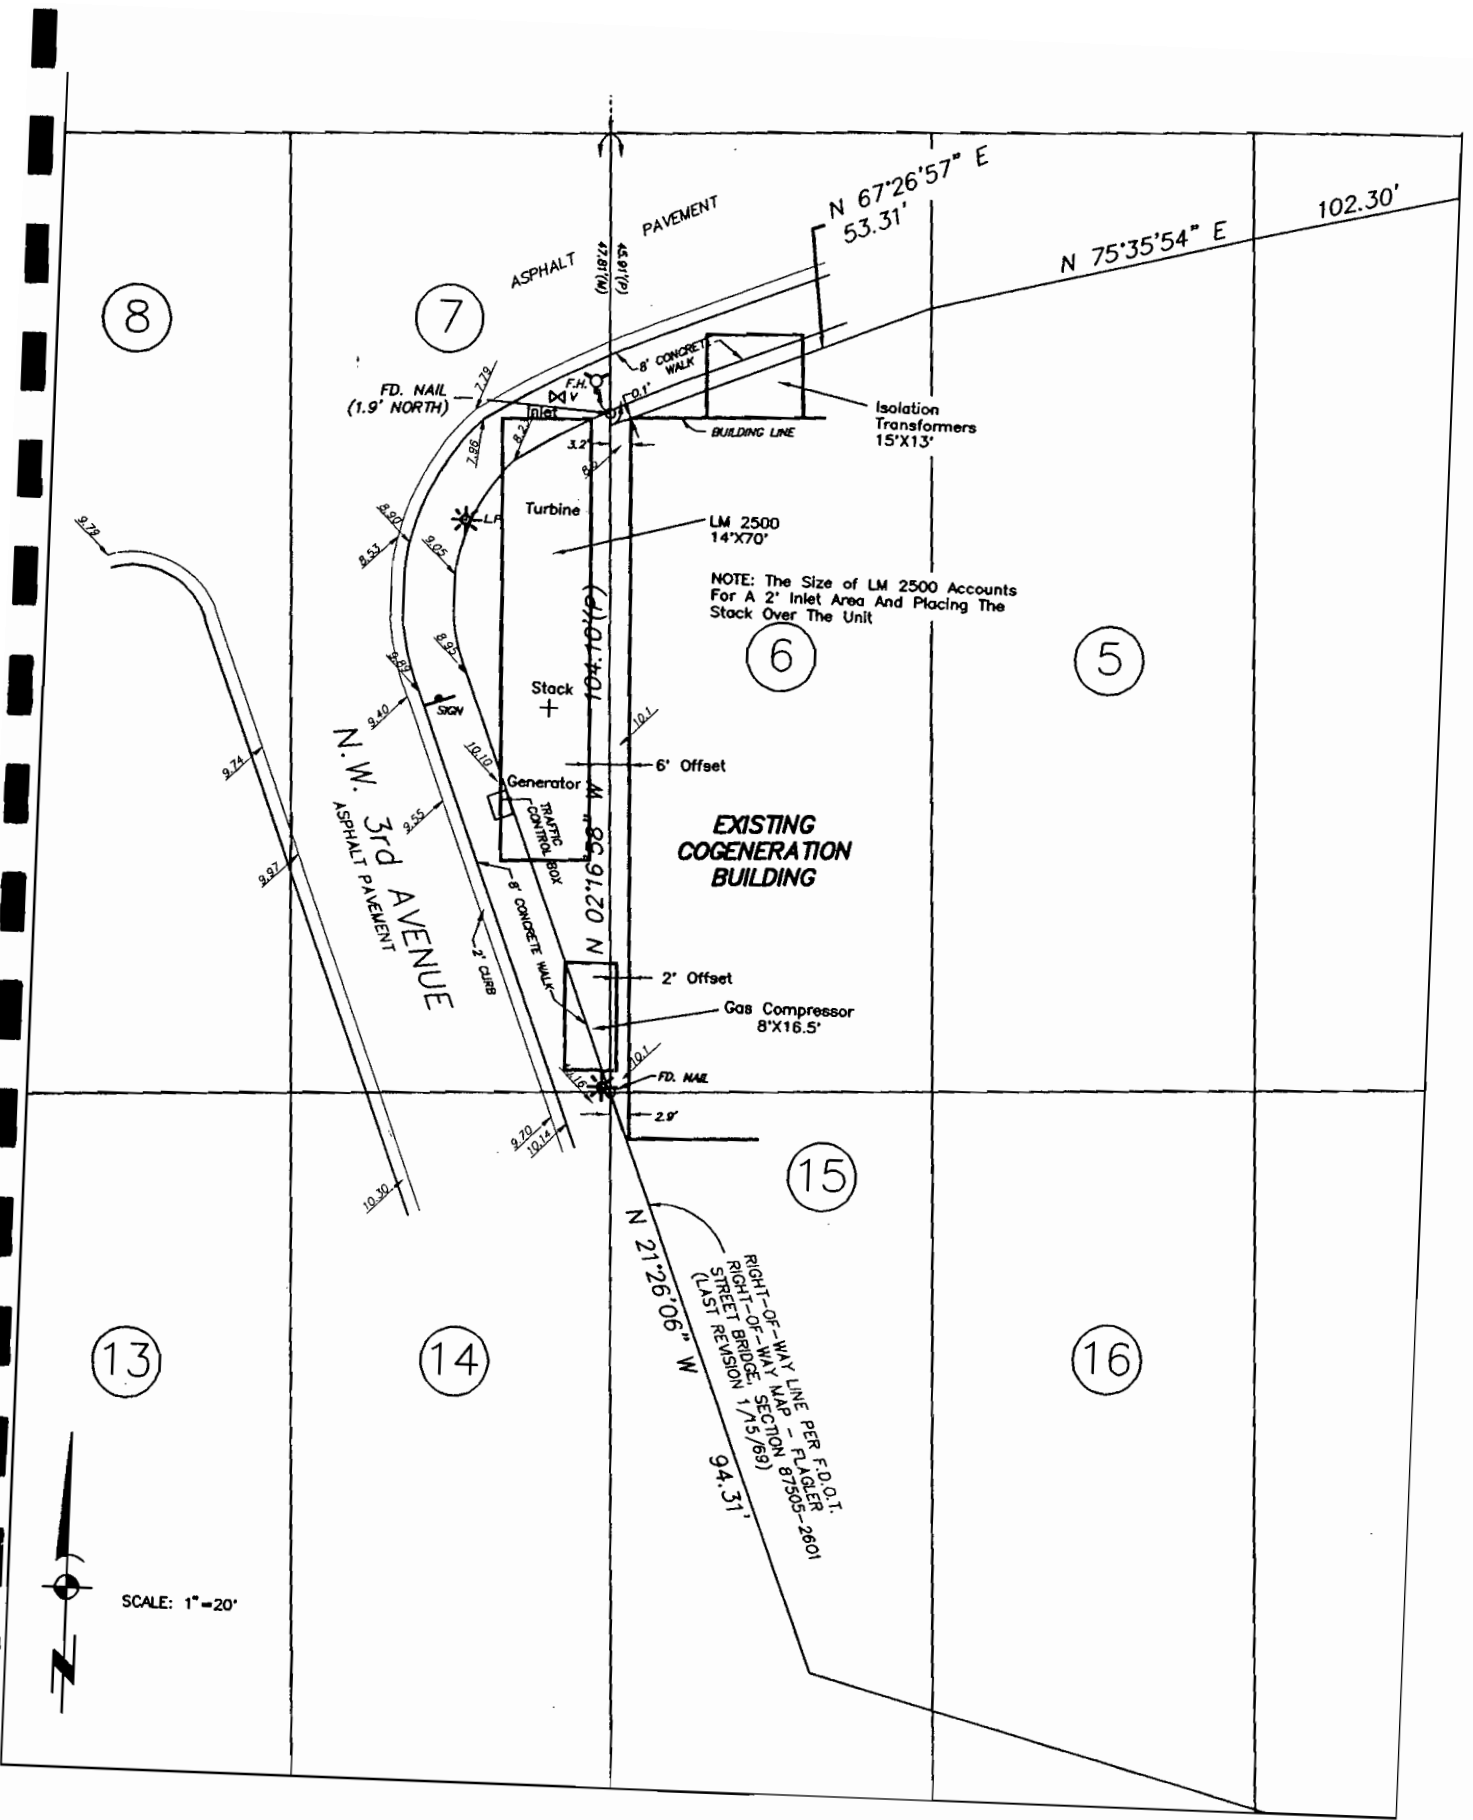 N 67°26'57" E
53.31'
102.30'
N 75°35'54" E
ASPHALT PAVEMENT
47.81'(M)
45.91'(P)
8
7
8' CONCRETE
WALK
7.79
FD. NAIL
(1.9' NORTH)
F.H.
V
0.1'
Inlet
Isolation
Transformers
15'X13'
BUILDING LINE
3.2'
7.96
Turbine
L.P.
LM 2500
14'X70'
8.90
8.53
9.05
9.79
NOTE: The Size of LM 2500 Accounts
For A 2' Inlet Area And Placing The
Stack Over The Unit
6
5
104.10'(P)
8.95
9.89
Stack
SIGN
9.40
10.1
9.74
10.10
6' Offset
Generator
N.W. 3rd AVENUE
ASPHALT PAVEMENT
TRAFFIC
CONTROL BOX
9.55
N 02°16'58" W
EXISTING
COGENERATION
BUILDING
9.97
8' CONCRETE WALK
2' CURB
2' Offset
Gas Compressor
8'X16.5'
10.1
FD. NAIL
2.9'
9.70
10.14
10.30
15
N 21°26'06" W
94.31'
RIGHT-OF-WAY LINE PER F.D.O.T.
RIGHT-OF-WAY MAP - FLAGLER
STREET BRIDGE, SECTION 87505-2601
(LAST REVISION 1/15/69)
13
14
16
SCALE: 1"=20'
N